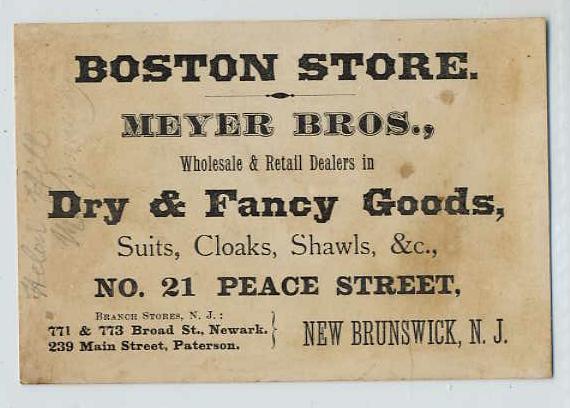 BOSTON STORE.
MEYER BROS.,
Wholesale & Retail Dealers in
Dry & Fancy Goods,
Suits, Cloaks, Shawls, &c.,
NO. 21 PEACE STREET,
BRANCH STORES, N. J.:
771 & 773 Broad St., Newark.
239 Main Street, Paterson.
NEW BRUNSWICK, N. J.
Helen